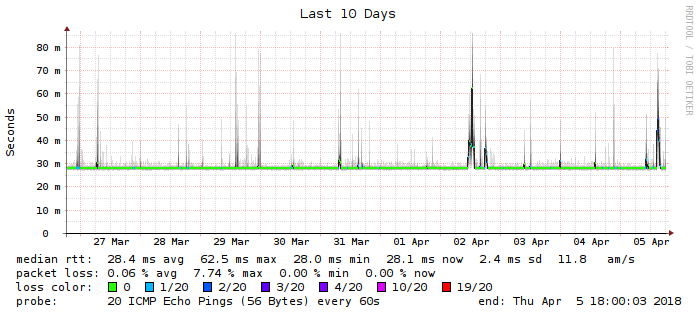 Last 10 Days
RRDTOOL / TOBI OETIKER
Seconds
80 m
70 m
60 m
50 m
40 m
30 m
20 m
10 m
0
27 Mar 28 Mar 29 Mar 30 Mar 31 Mar 01 Apr 02 Apr 03 Apr 04 Apr 05 Apr
median rtt: 28.4 ms avg 62.5 ms max 28.0 ms min 28.1 ms now 2.4 ms sd 11.8 am/s
packet loss: 0.06 % avg 7.74 % max 0.00 % min 0.00 % now
loss color: 0 1/20 2/20 3/20 4/20 10/20 19/20
probe: 20 ICMP Echo Pings (56 Bytes) every 60s end: Thu Apr 5 18:00:03 2018